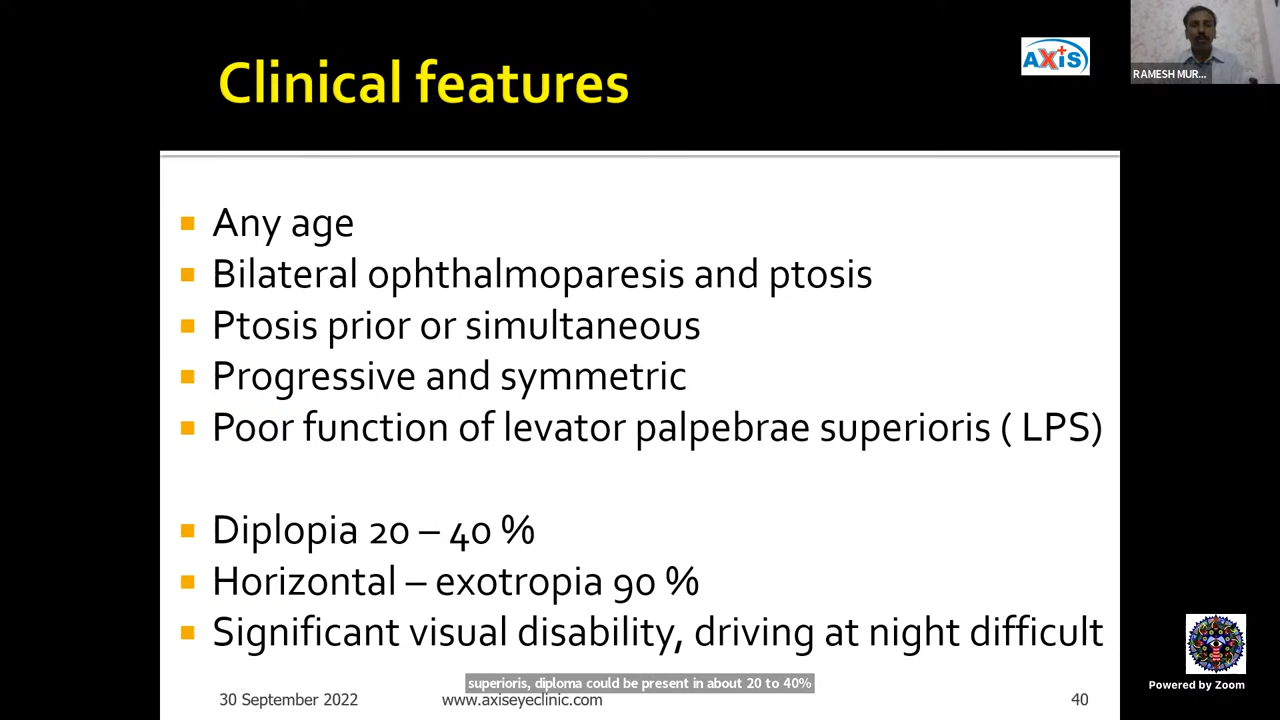 Clinical features
AXiS
RAMESH MUR...
Any age
Bilateral ophthalmoparesis and ptosis
Ptosis prior or simultaneous
Progressive and symmetric
Poor function of levator palpebrae superioris ( LPS)
Diplopia 20 – 40 %
Horizontal – exotropia 90 %
Significant visual disability, driving at night difficult
superioris, diploma could be present in about 20 to 40%
30 September 2022
www.axiseyeclinic.com
40
Powered by Zoom